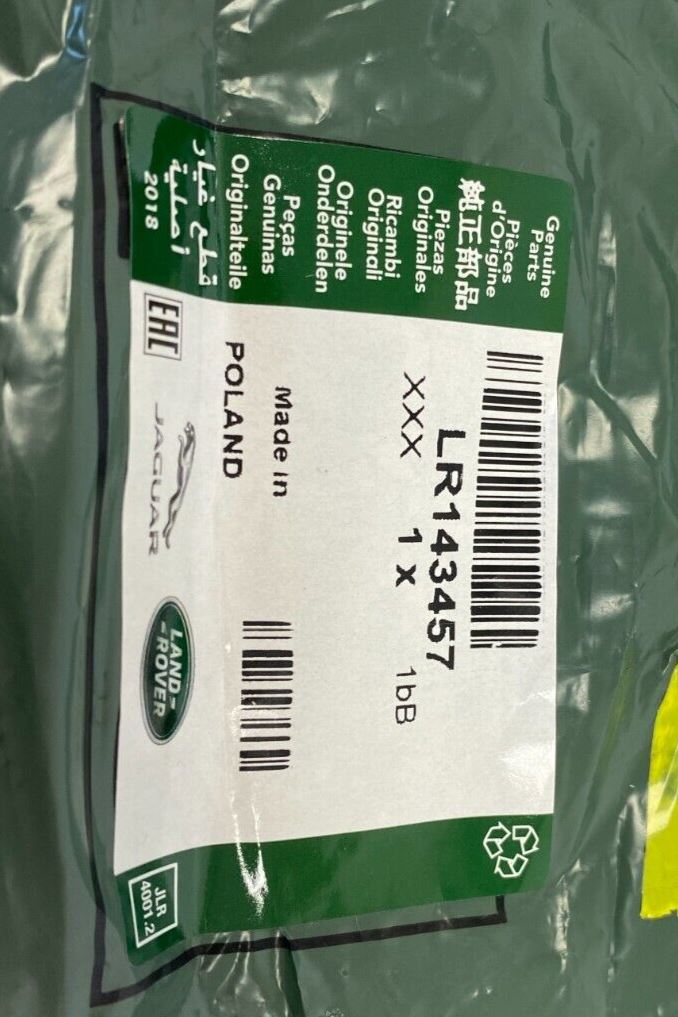 Genuine
Parts
Pièces
d'Origine
純正部品
Piezas
Originales
Ricambi
Originali
Originele
Onderdelen
Peças
Genuinas
Originalteile
قطع غيار
أصلية
2018
LR143457
XXX 1 x 1bB
Made in
POLAND
EAC
JAGUAR
LAND-
ROVER
JLR
4001.2